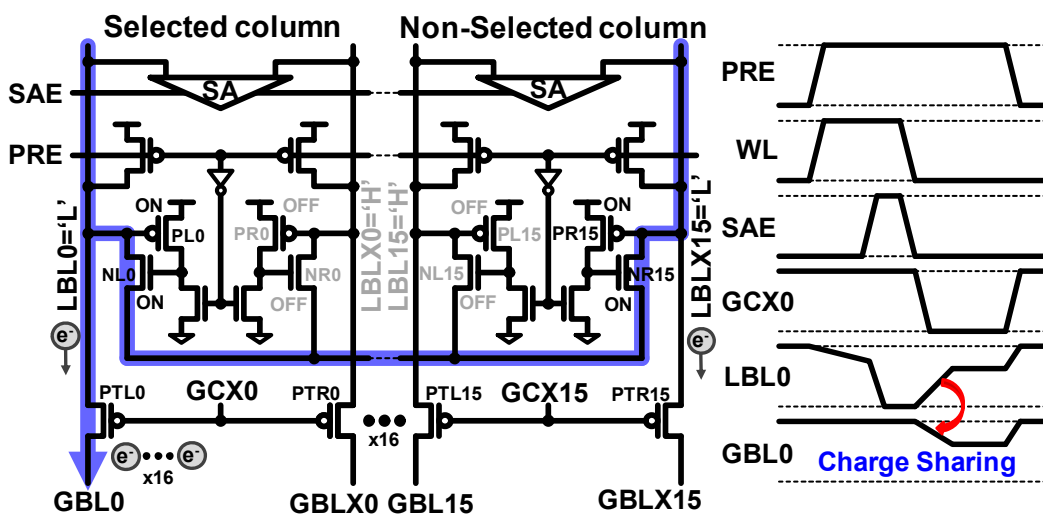 Selected column
Non-Selected column
SA
SA
SAE
PRE
ON
OFF
OFF
ON
PL0
PR0
PL15
PR15
NL0
NR0
NL15
NR15
ON
OFF
OFF
ON
LBL0='L'
LBLX0='H'
LBL15='H'
LBLX15='L'
e-
e-
PTL0
GCX0
PTR0
PTL15
GCX15
PTR15
x16
e- e-
x16
GBL0
GBLX0
GBL15
GBLX15
PRE
WL
SAE
GCX0
LBL0
GBL0
Charge Sharing